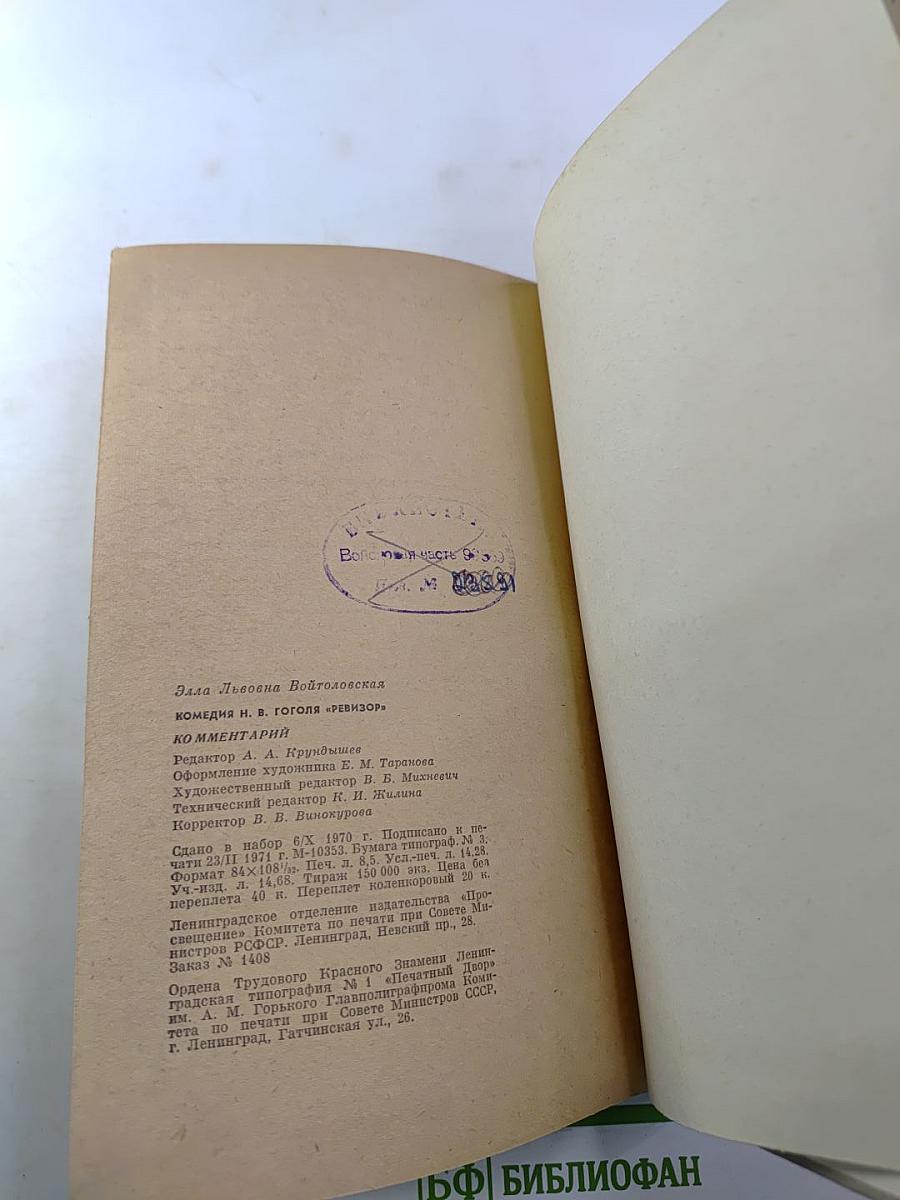 БИБЛИОТЕКА
Войсковая часть
№
Элла Львовна Войтоловская
КОМЕДИЯ Н. В. ГОГОЛЯ «РЕВИЗОР»
КОММЕНТАРИЙ
Редактор А. А. Крундышев
Оформление художника Е. М. Таранова
Художественный редактор В. Б. Михневич
Технический редактор К. И. Жилина
Корректор В. В. Винокурова
Сдано в набор 6/X 1970 г. Подписано к пе-
чати 23/II 1971 г. М-10353. Бумага типограф. № 3.
Формат 84×108¹/₃₂. Печ. л. 8,5. Усл.-печ. л. 14,28.
Уч.-изд. л. 14,68. Тираж 150 000 экз. Цена без
переплета 40 к. Переплет коленкоровый 20 к.
Ленинградское отделение издательства «Про-
свещение» Комитета по печати при Совете Ми-
нистров РСФСР. Ленинград, Невский пр., 28.
Заказ № 1408
Ордена Трудового Красного Знамени Ленин-
градская типография № 1 «Печатный Двор»
им. А. М. Горького Главполиграфпрома Коми-
тета по печати при Совете Министров СССР,
г. Ленинград, Гатчинская ул., 26.
БФ БИБЛИОФАН